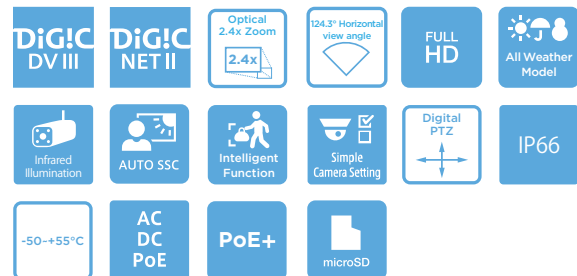 DiG!C
DV III
DiG!C
NET II
Optical
2.4x Zoom
2.4x
124.3° Horizontal
view angle
FULL
HD
All Weather
Model
Infrared
Illumination
AUTO SSC
Intelligent
Function
Simple
Camera Setting
Digital
PTZ
IP66
-50-+55°C
AC
DC
PoE
PoE+
microSD